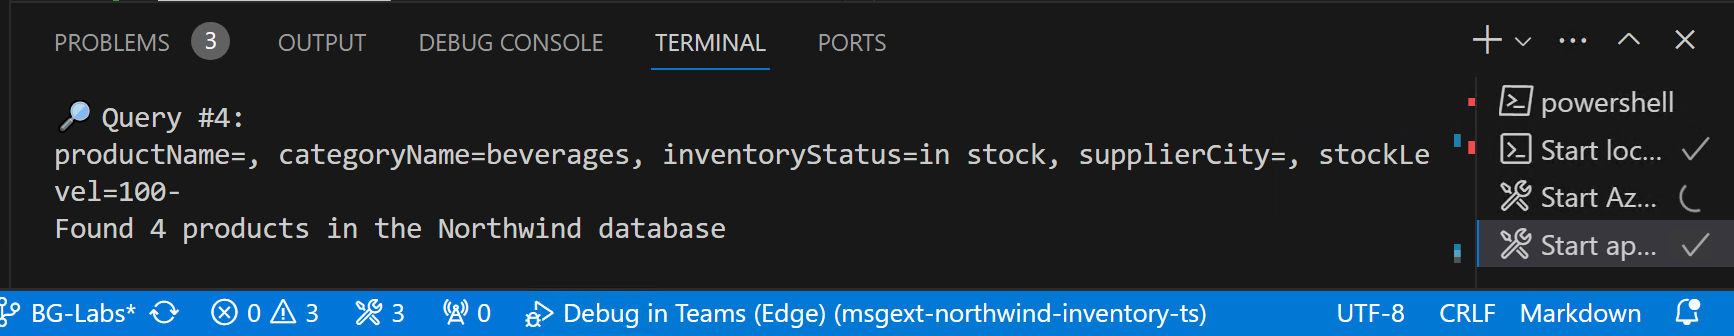 PROBLEMS 3 OUTPUT DEBUG CONSOLE TERMINAL PORTS
Query #4:
productName=, categoryName=beverages, inventoryStatus=in stock, supplierCity=, stockLe
vel=100-
Found 4 products in the Northwind database
powershell
Start loc...
Start Az...
Start ap...
BG-Labs* 0 3 3 0 Debug in Teams (Edge) (msgext-northwind-inventory-ts) UTF-8 CRLF Markdown